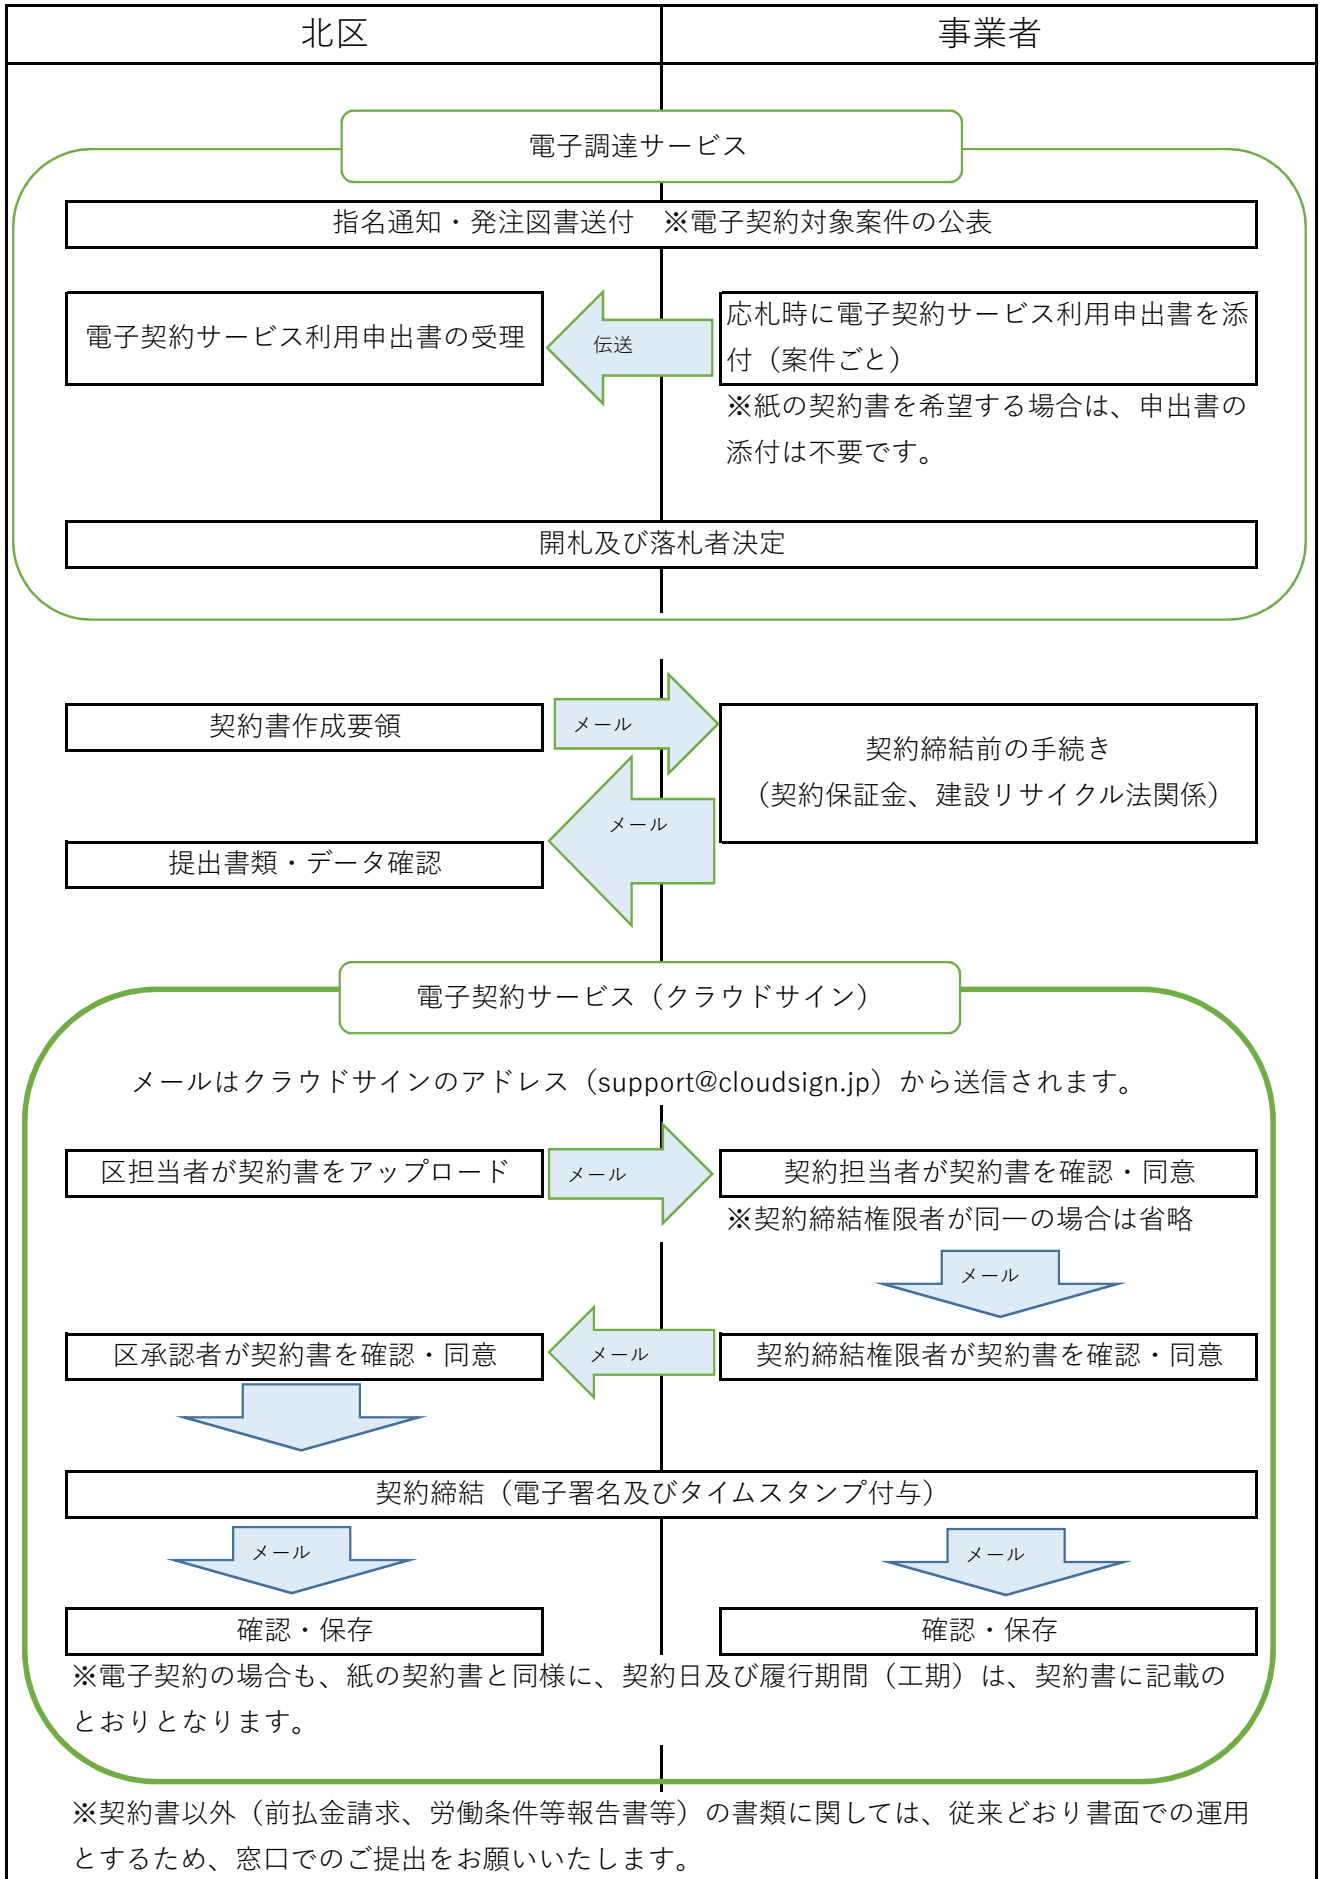 北区
事業者
電子調達サービス
指名通知・発注図書送付　※電子契約対象案件の公表
電子契約サービス利用申出書の受理
伝送
応札時に電子契約サービス利用申出書を添
付（案件ごと）
※紙の契約書を希望する場合は、申出書の
添付は不要です。
開札及び落札者決定
契約書作成要領
メール
契約締結前の手続き
（契約保証金、建設リサイクル法関係）
メール
提出書類・データ確認
電子契約サービス（クラウドサイン）
メールはクラウドサインのアドレス（support@cloudsign.jp）から送信されます。
区担当者が契約書をアップロード
メール
契約担当者が契約書を確認・同意
※契約締結権限者が同一の場合は省略
メール
区承認者が契約書を確認・同意
メール
契約締結権限者が契約書を確認・同意
契約締結（電子署名及びタイムスタンプ付与）
メール
メール
確認・保存
確認・保存
※電子契約の場合も、紙の契約書と同様に、契約日及び履行期間（工期）は、契約書に記載の
とおりとなります。
※契約書以外（前払金請求、労働条件等報告書等）の書類に関しては、従来どおり書面での運用
とするため、窓口でのご提出をお願いいたします。